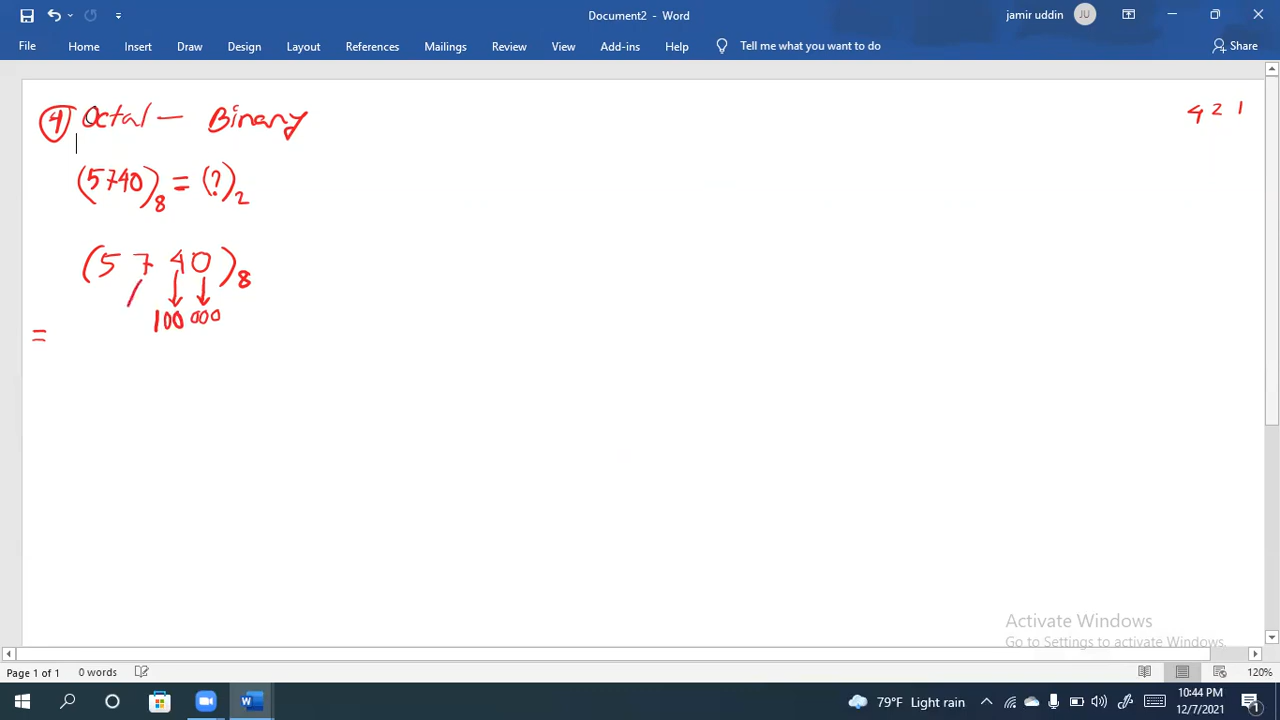 Document2 - Word
jamir uddin
JU
File Home Insert Draw Design Layout References Mailings Review View Add-ins Help Tell me what you want to do Share
④ Octal — Binary
4 2 1
(5740)₈ = (?)₂
(5 7 4 0)₈
100 000
=
Activate Windows
Go to Settings to activate Windows.
Page 1 of 1 0 words 120%
79°F Light rain
10:44 PM
12/7/2021
1